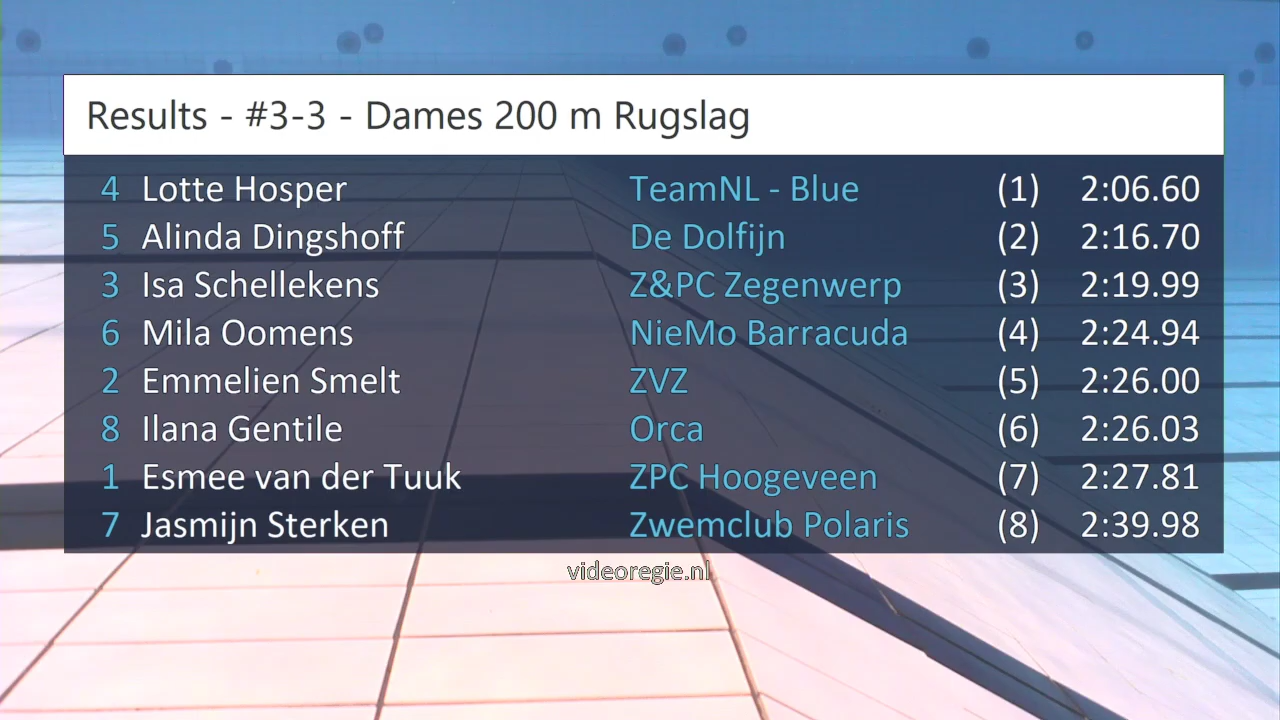 Results - #3-3 - Dames 200 m Rugslag
4 Lotte Hosper TeamNL - Blue (1) 2:06.60
5 Alinda Dingshoff De Dolfijn (2) 2:16.70
3 Isa Schellekens Z&PC Zegenwerp (3) 2:19.99
6 Mila Oomens NieMo Barracuda (4) 2:24.94
2 Emmelien Smelt ZVZ (5) 2:26.00
8 Ilana Gentile Orca (6) 2:26.03
1 Esmee van der Tuuk ZPC Hoogeveen (7) 2:27.81
7 Jasmijn Sterken Zwemclub Polaris (8) 2:39.98
videoregie.nl